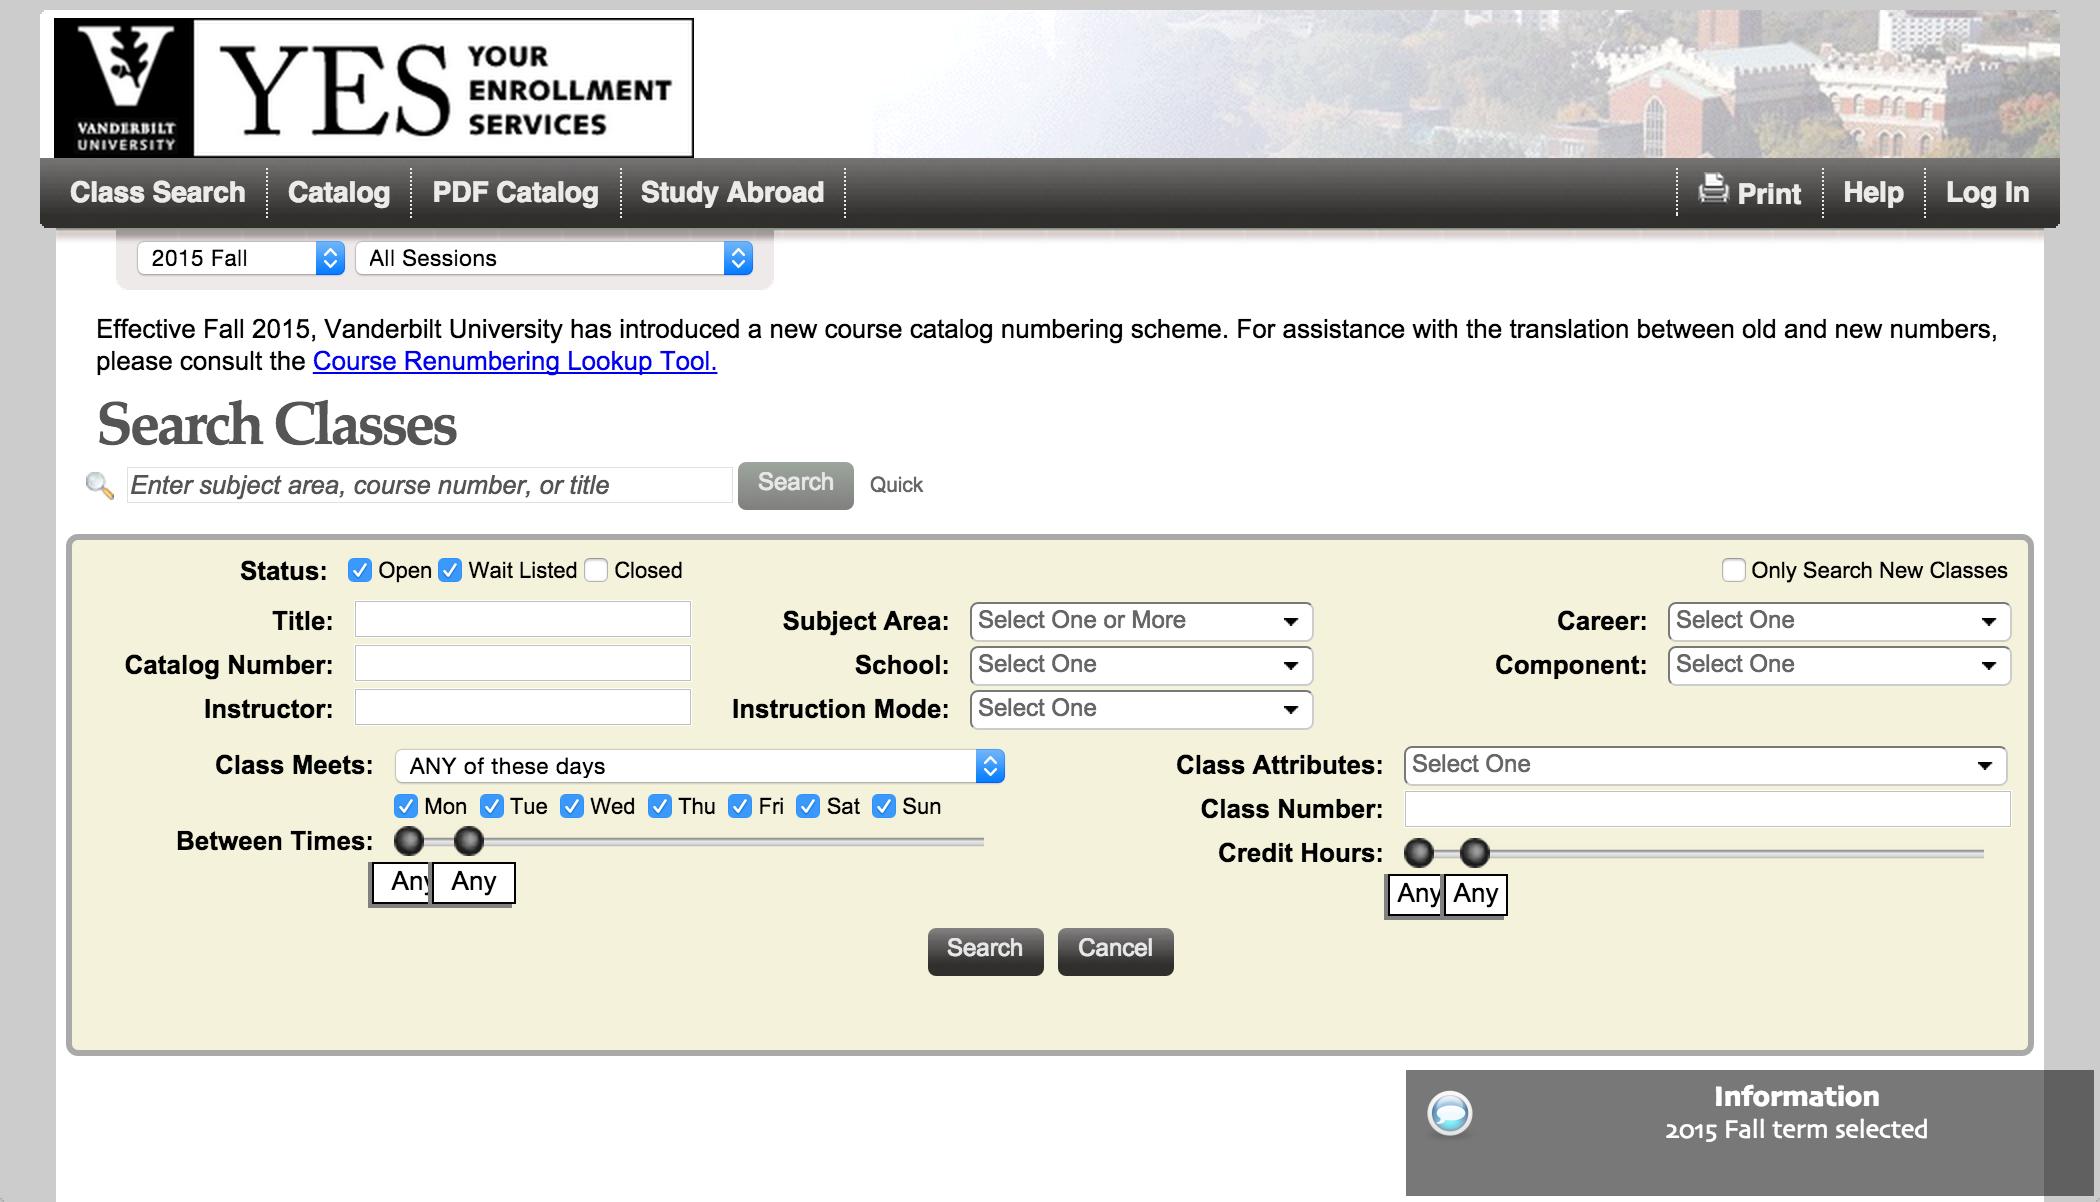 VANDERBILT
UNIVERSITY
YES
YOUR
ENROLLMENT
SERVICES
Class Search Catalog PDF Catalog Study Abroad Print Help Log In
2015 Fall All Sessions
Effective Fall 2015, Vanderbilt University has introduced a new course catalog numbering scheme. For assistance with the translation between old and new numbers,
please consult the Course Renumbering Lookup Tool.
Search Classes
Enter subject area, course number, or title Search Quick
Status: Open Wait Listed Closed Only Search New Classes
Title: Subject Area: Select One or More Career: Select One
Catalog Number: School: Select One Component: Select One
Instructor: Instruction Mode: Select One
Class Meets: ANY of these days Class Attributes: Select One
Mon Tue Wed Thu Fri Sat Sun Class Number:
Between Times: Credit Hours:
Any Any Any Any
Search Cancel
Information
2015 Fall term selected